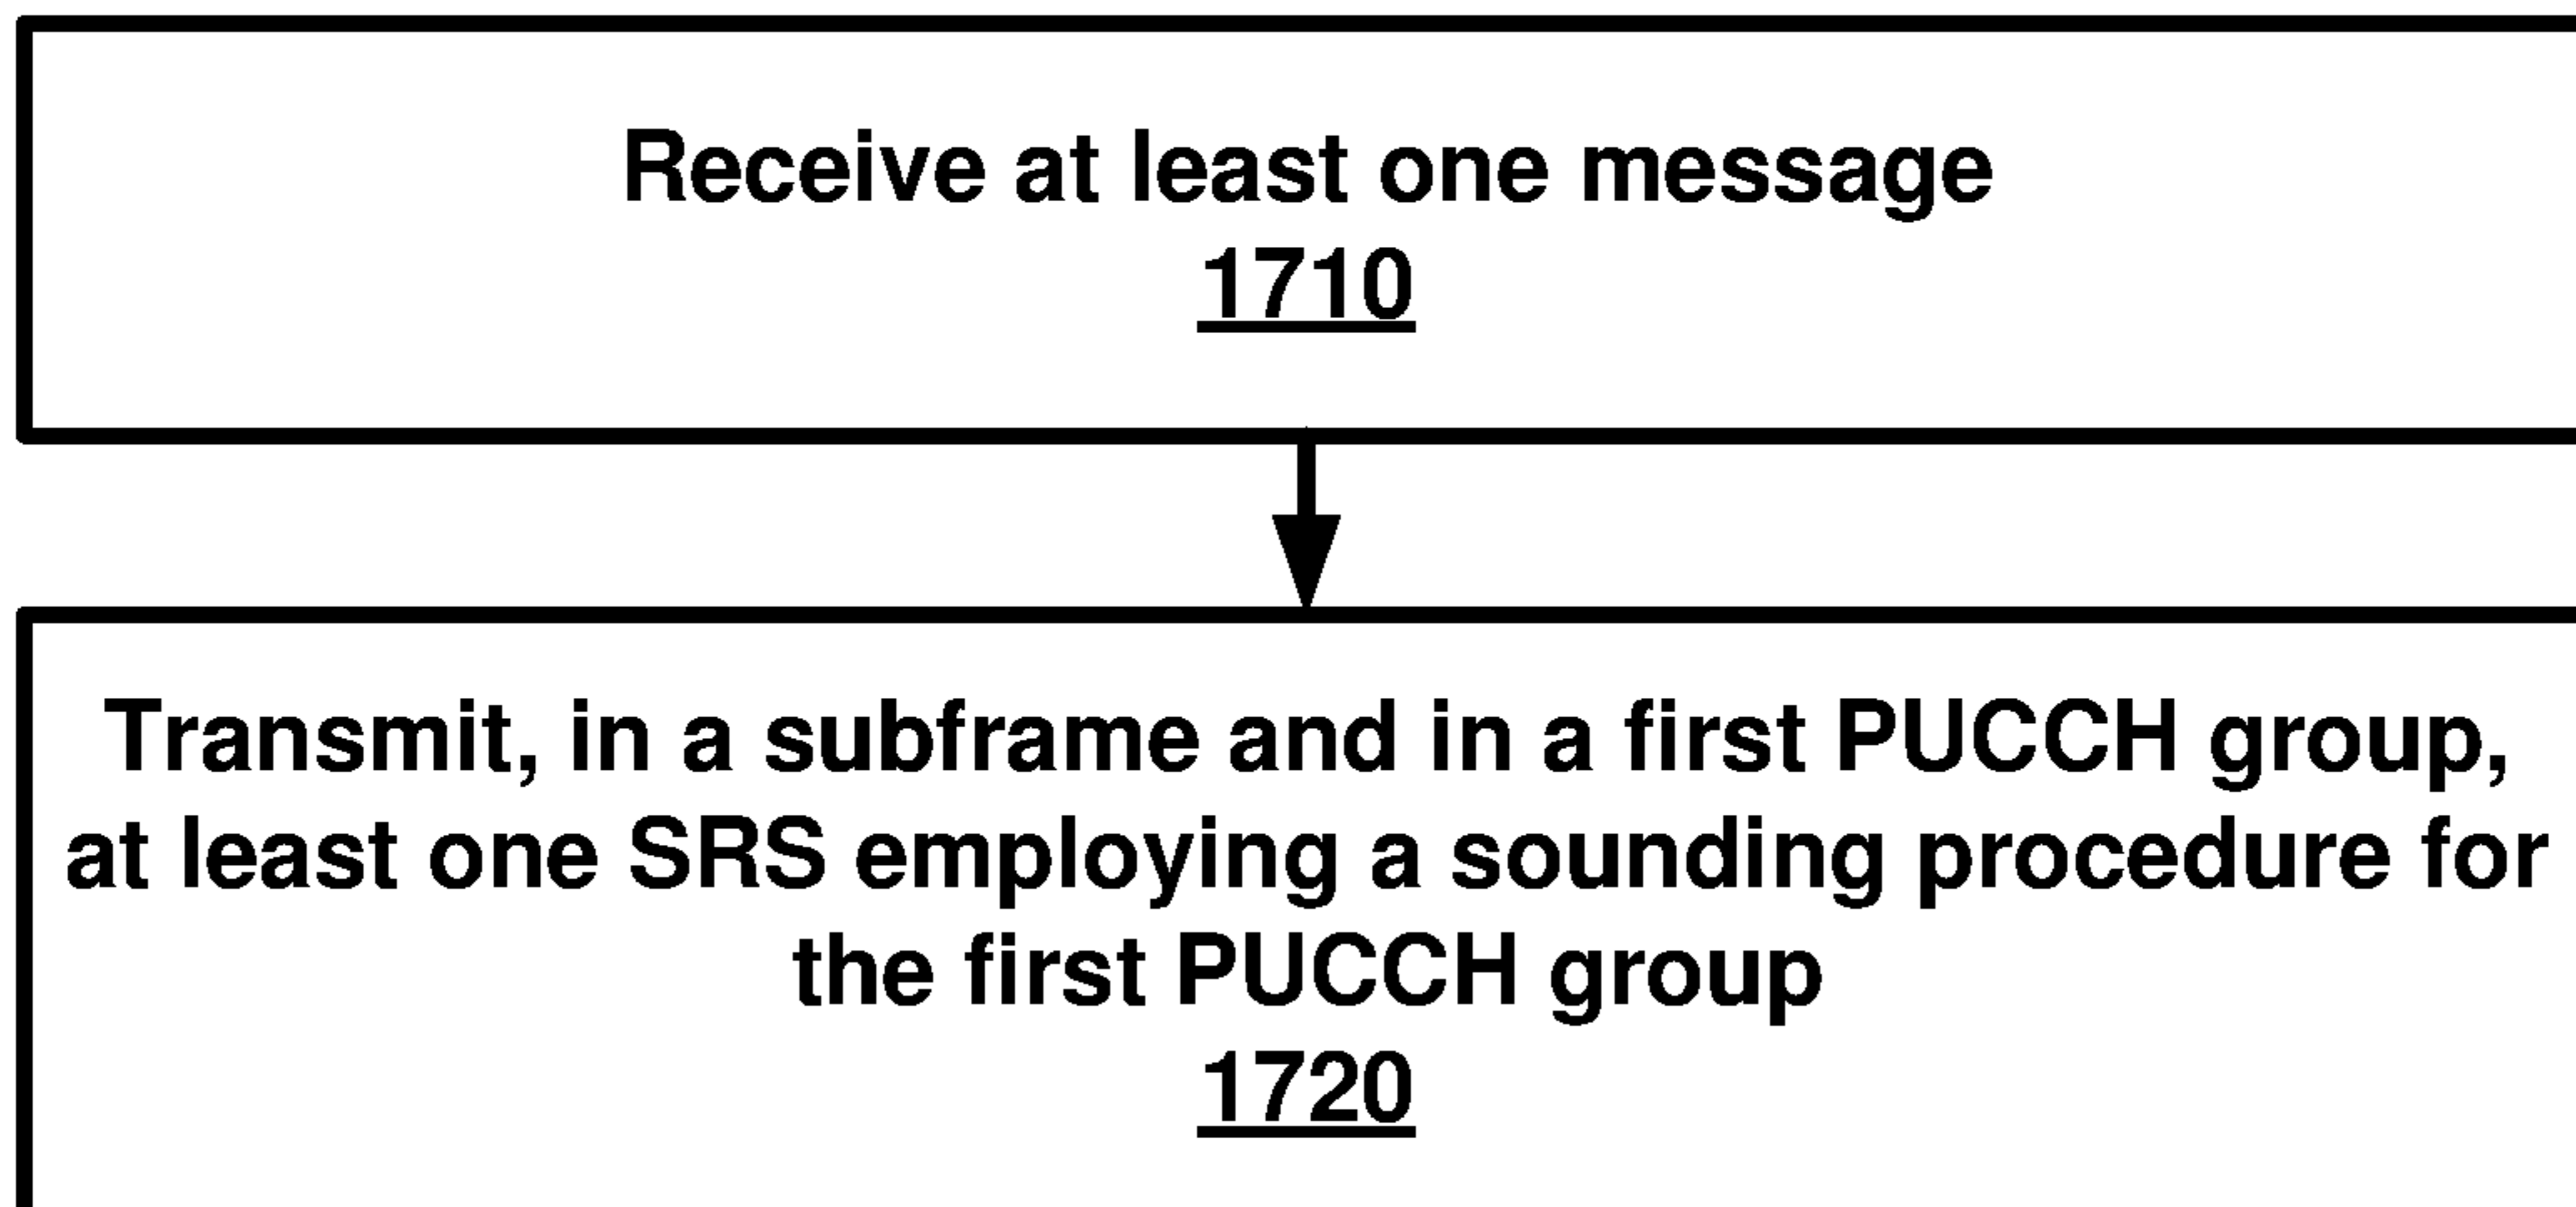 Receive at least one message
1710
Transmit, in a subframe and in a first PUCCH group,
at least one SRS employing a sounding procedure for
the first PUCCH group
1720